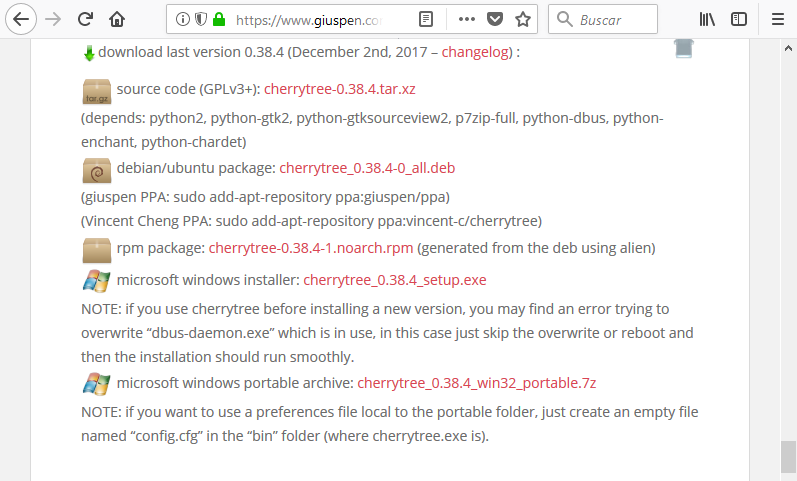 https://www.giuspen.co
Buscar
download last version 0.38.4 (December 2nd, 2017 – changelog) :
tar.gz
source code (GPLv3+): cherrytree-0.38.4.tar.xz
(depends: python2, python-gtk2, python-gtksourceview2, p7zip-full, python-dbus, python-
enchant, python-chardet)
debian/ubuntu package: cherrytree_0.38.4-0_all.deb
(giuspen PPA: sudo add-apt-repository ppa:giuspen/ppa)
(Vincent Cheng PPA: sudo add-apt-repository ppa:vincent-c/cherrytree)
rpm package: cherrytree-0.38.4-1.noarch.rpm (generated from the deb using alien)
microsoft windows installer: cherrytree_0.38.4_setup.exe
NOTE: if you use cherrytree before installing a new version, you may find an error trying to
overwrite “dbus-daemon.exe” which is in use, in this case just skip the overwrite or reboot and
then the installation should run smoothly.
microsoft windows portable archive: cherrytree_0.38.4_win32_portable.7z
NOTE: if you want to use a preferences file local to the portable folder, just create an empty file
named “config.cfg” in the “bin” folder (where cherrytree.exe is).